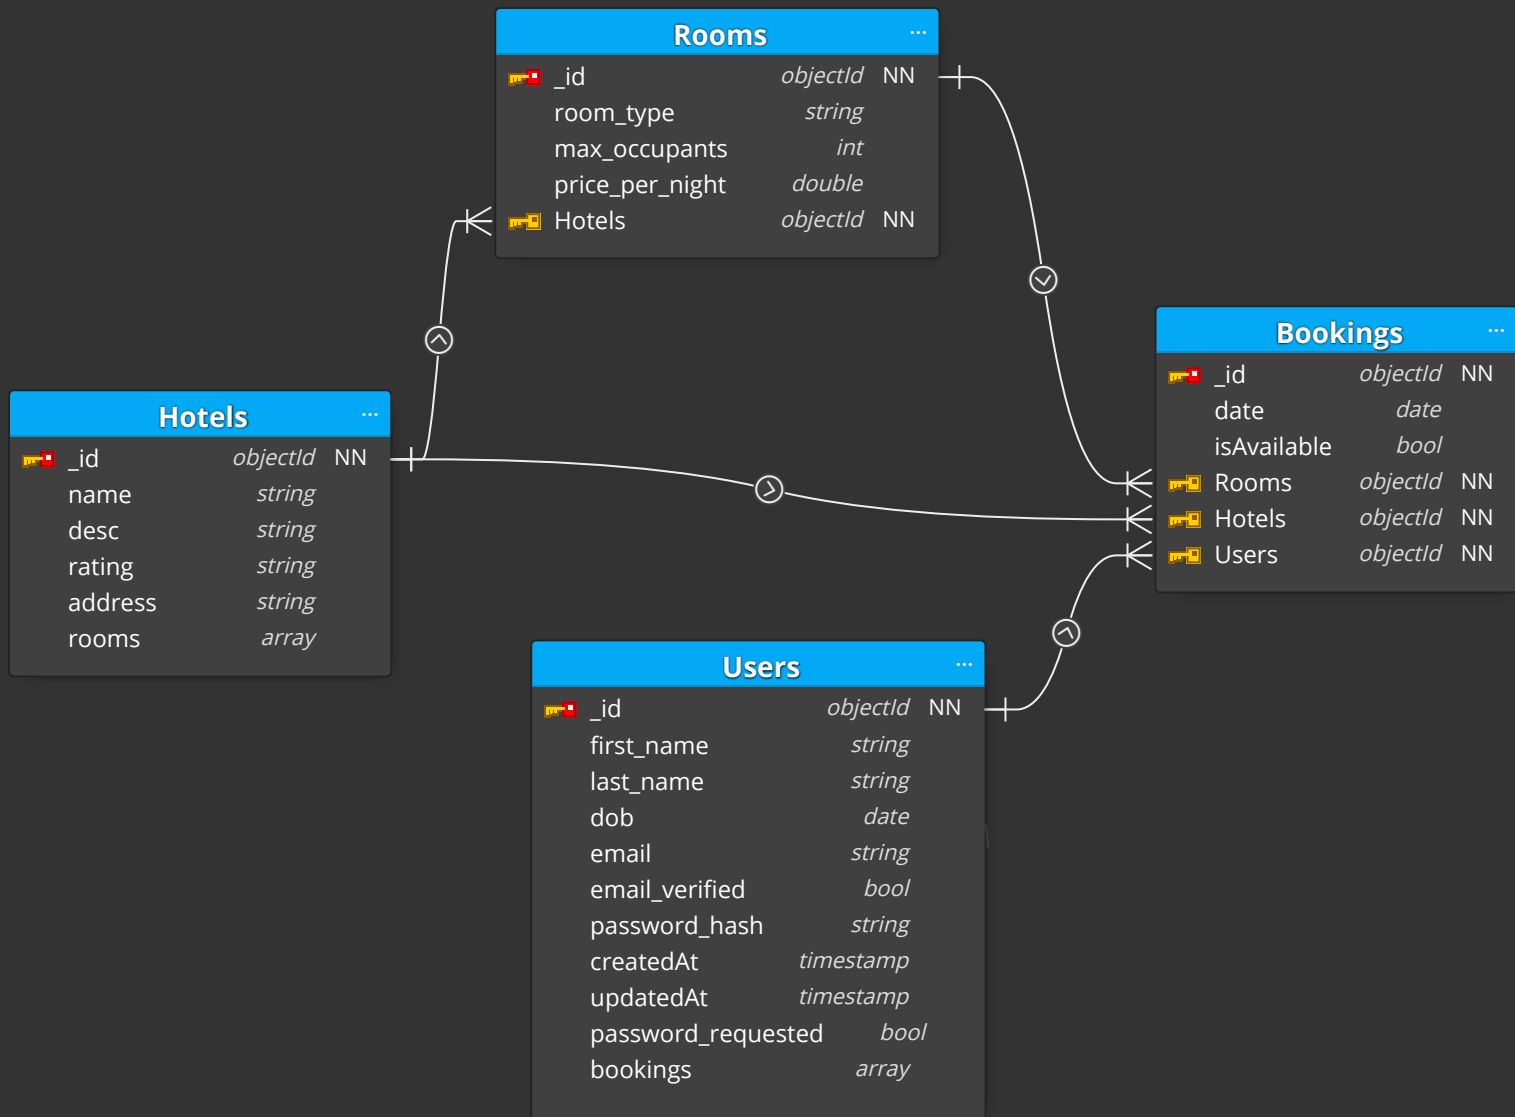 Rooms ...
_id objectId NN
room_type string
max_occupants int
price_per_night double
Hotels objectId NN
Bookings ...
_id objectId NN
date date
isAvailable bool
Rooms objectId NN
Hotels objectId NN
Users objectId NN
Hotels ...
_id objectId NN
name string
desc string
rating string
address string
rooms array
Users ...
_id objectId NN
first_name string
last_name string
dob date
email string
email_verified bool
password_hash string
createdAt timestamp
updatedAt timestamp
password_requested bool
bookings array